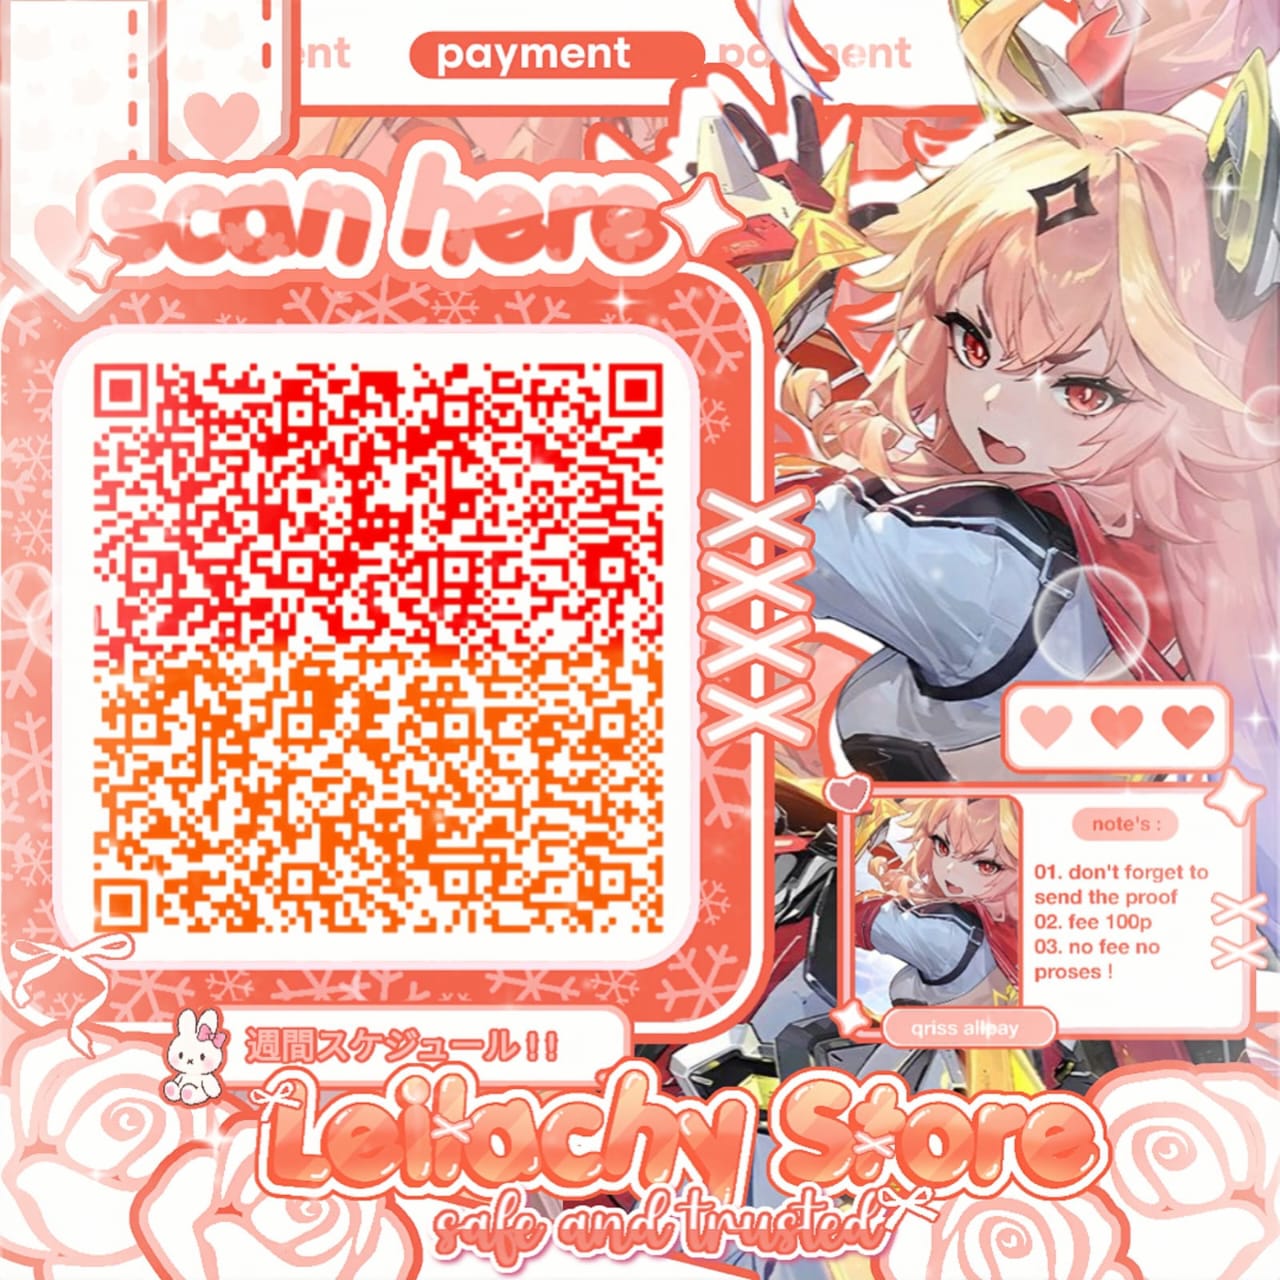 payment
scan here
note's :
01. don't forget to
send the proof
02. fee 100p
03. no fee no
proses !
qriss allpay
週間スケジュール!!
Leilachy Store
safe and trusted